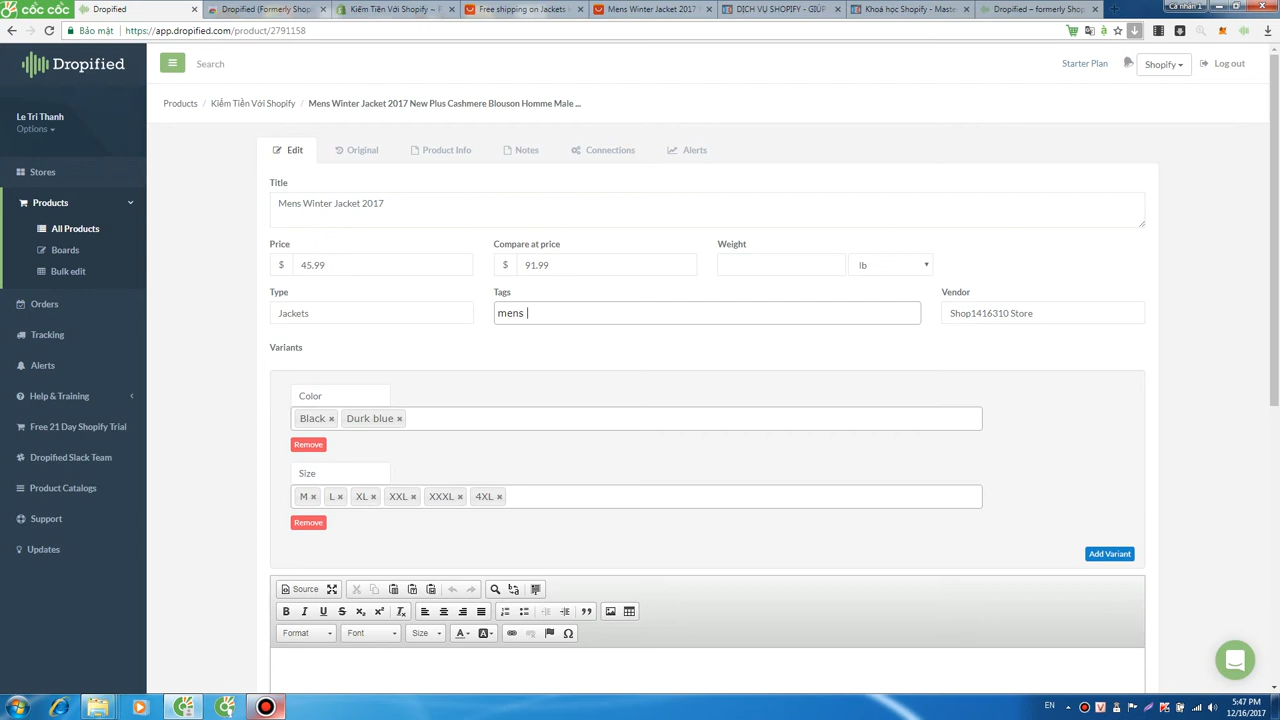 Dropified
Dropified (Formerly Shop
Kiếm Tiền Với Shopify ~ F
Free shipping on Jackets i
Mens Winter Jacket 2017
DỊCH VỤ SHOPIFY - GIÚP
Khoá học Shopify - Maste
Dropified – formerly Shop
Cá nhân 1
CỐC CỐC
Bảo mật
https://app.dropified.com/product/2791158
Dropified
Search
Starter Plan
Shopify
Log out
Le Tri Thanh
Options
Products / Kiếm Tiền Với Shopify / Mens Winter Jacket 2017 New Plus Cashmere Blouson Homme Male ...
Stores
Products
All Products
Boards
Bulk edit
Orders
Tracking
Alerts
Help & Training
Free 21 Day Shopify Trial
Dropified Slack Team
Product Catalogs
Support
Updates
Edit
Original
Product Info
Notes
Connections
Alerts
Title
Mens Winter Jacket 2017
Price
Compare at price
Weight
$ 45.99
$ 91.99
lb
Type
Tags
Vendor
Jackets
mens
Shop1416310 Store
Variants
Color
Black × Durk blue ×
Remove
Size
M × L × XL × XXL × XXXL × 4XL ×
Remove
Add Variant
Source
B I U S x₂ x² Tx
Format
Font
Size
A A
EN
5:47 PM
12/16/2017